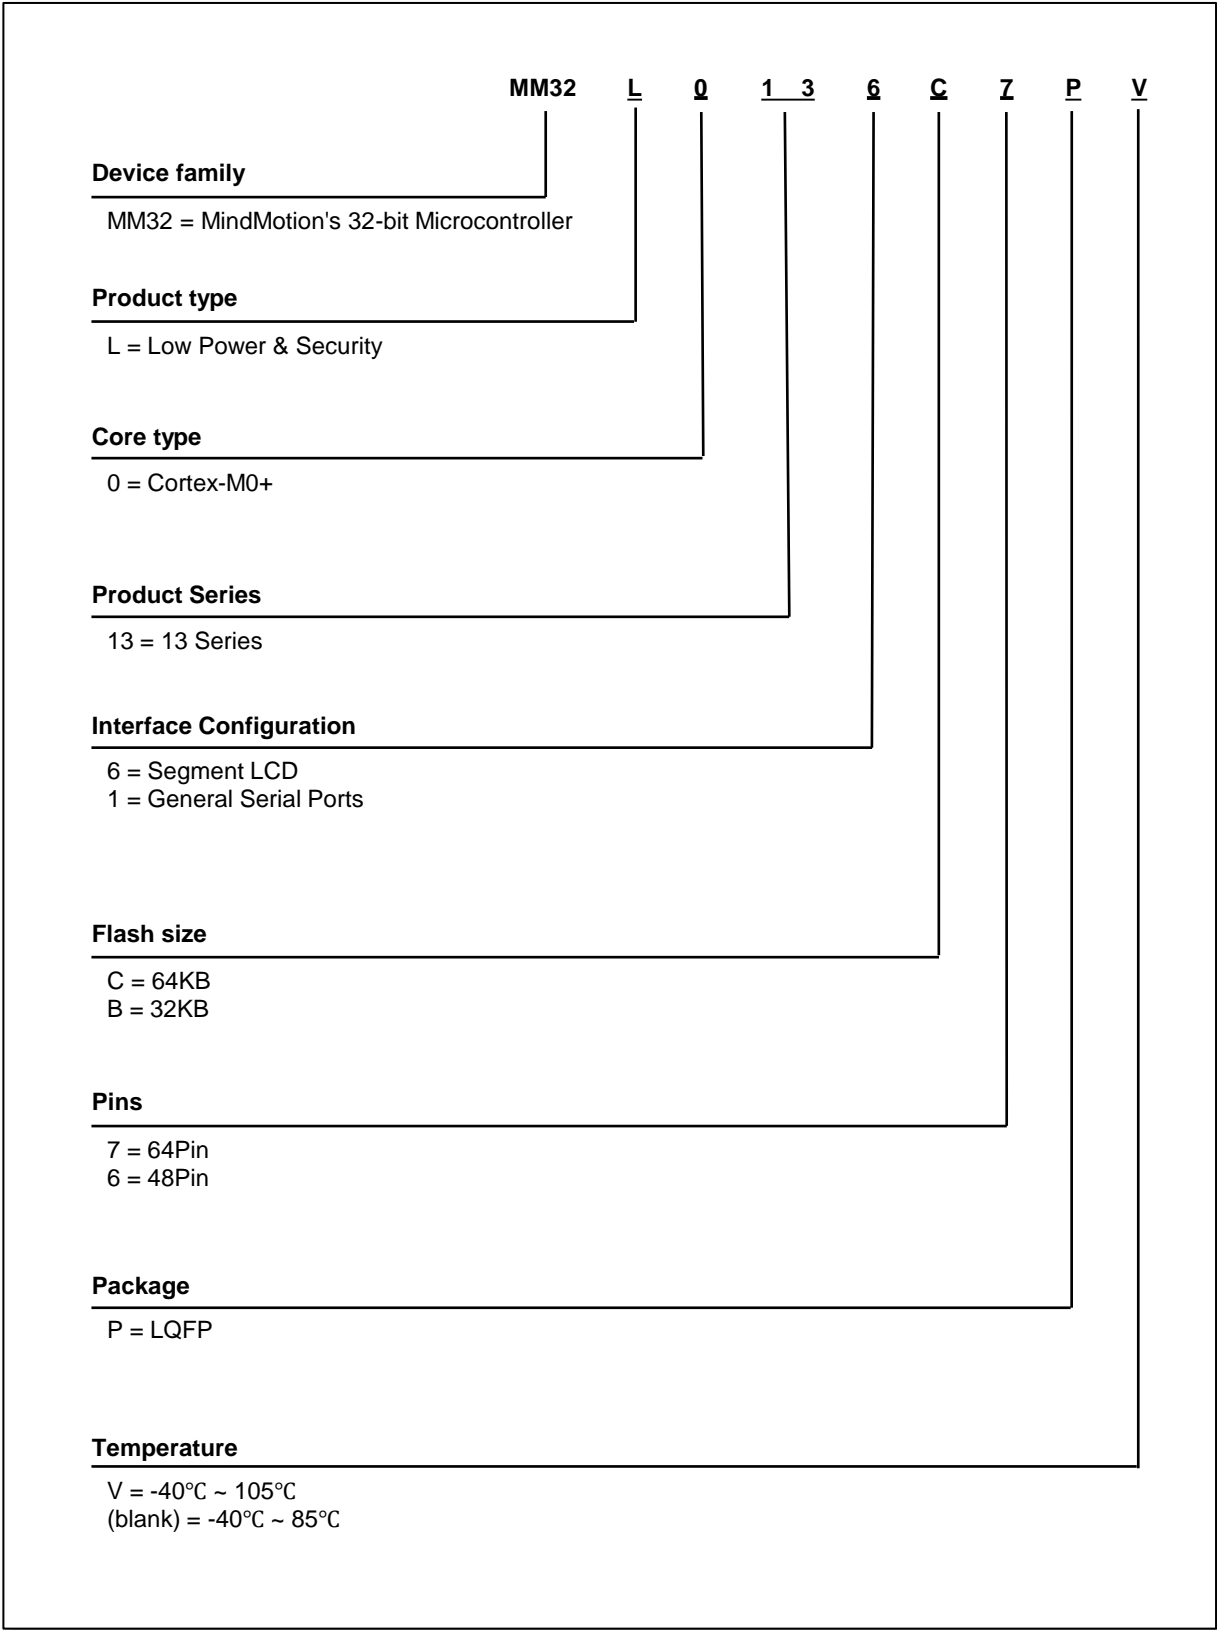 MM32 L 0 1 3 6 C 7 P V
Device family
MM32 = MindMotion's 32-bit Microcontroller
Product type
L = Low Power & Security
Core type
0 = Cortex-M0+
Product Series
13 = 13 Series
Interface Configuration
6 = Segment LCD
1 = General Serial Ports
Flash size
C = 64KB
B = 32KB
Pins
7 = 64Pin
6 = 48Pin
Package
P = LQFP
Temperature
V = -40℃ ~ 105℃
(blank) = -40℃ ~ 85℃